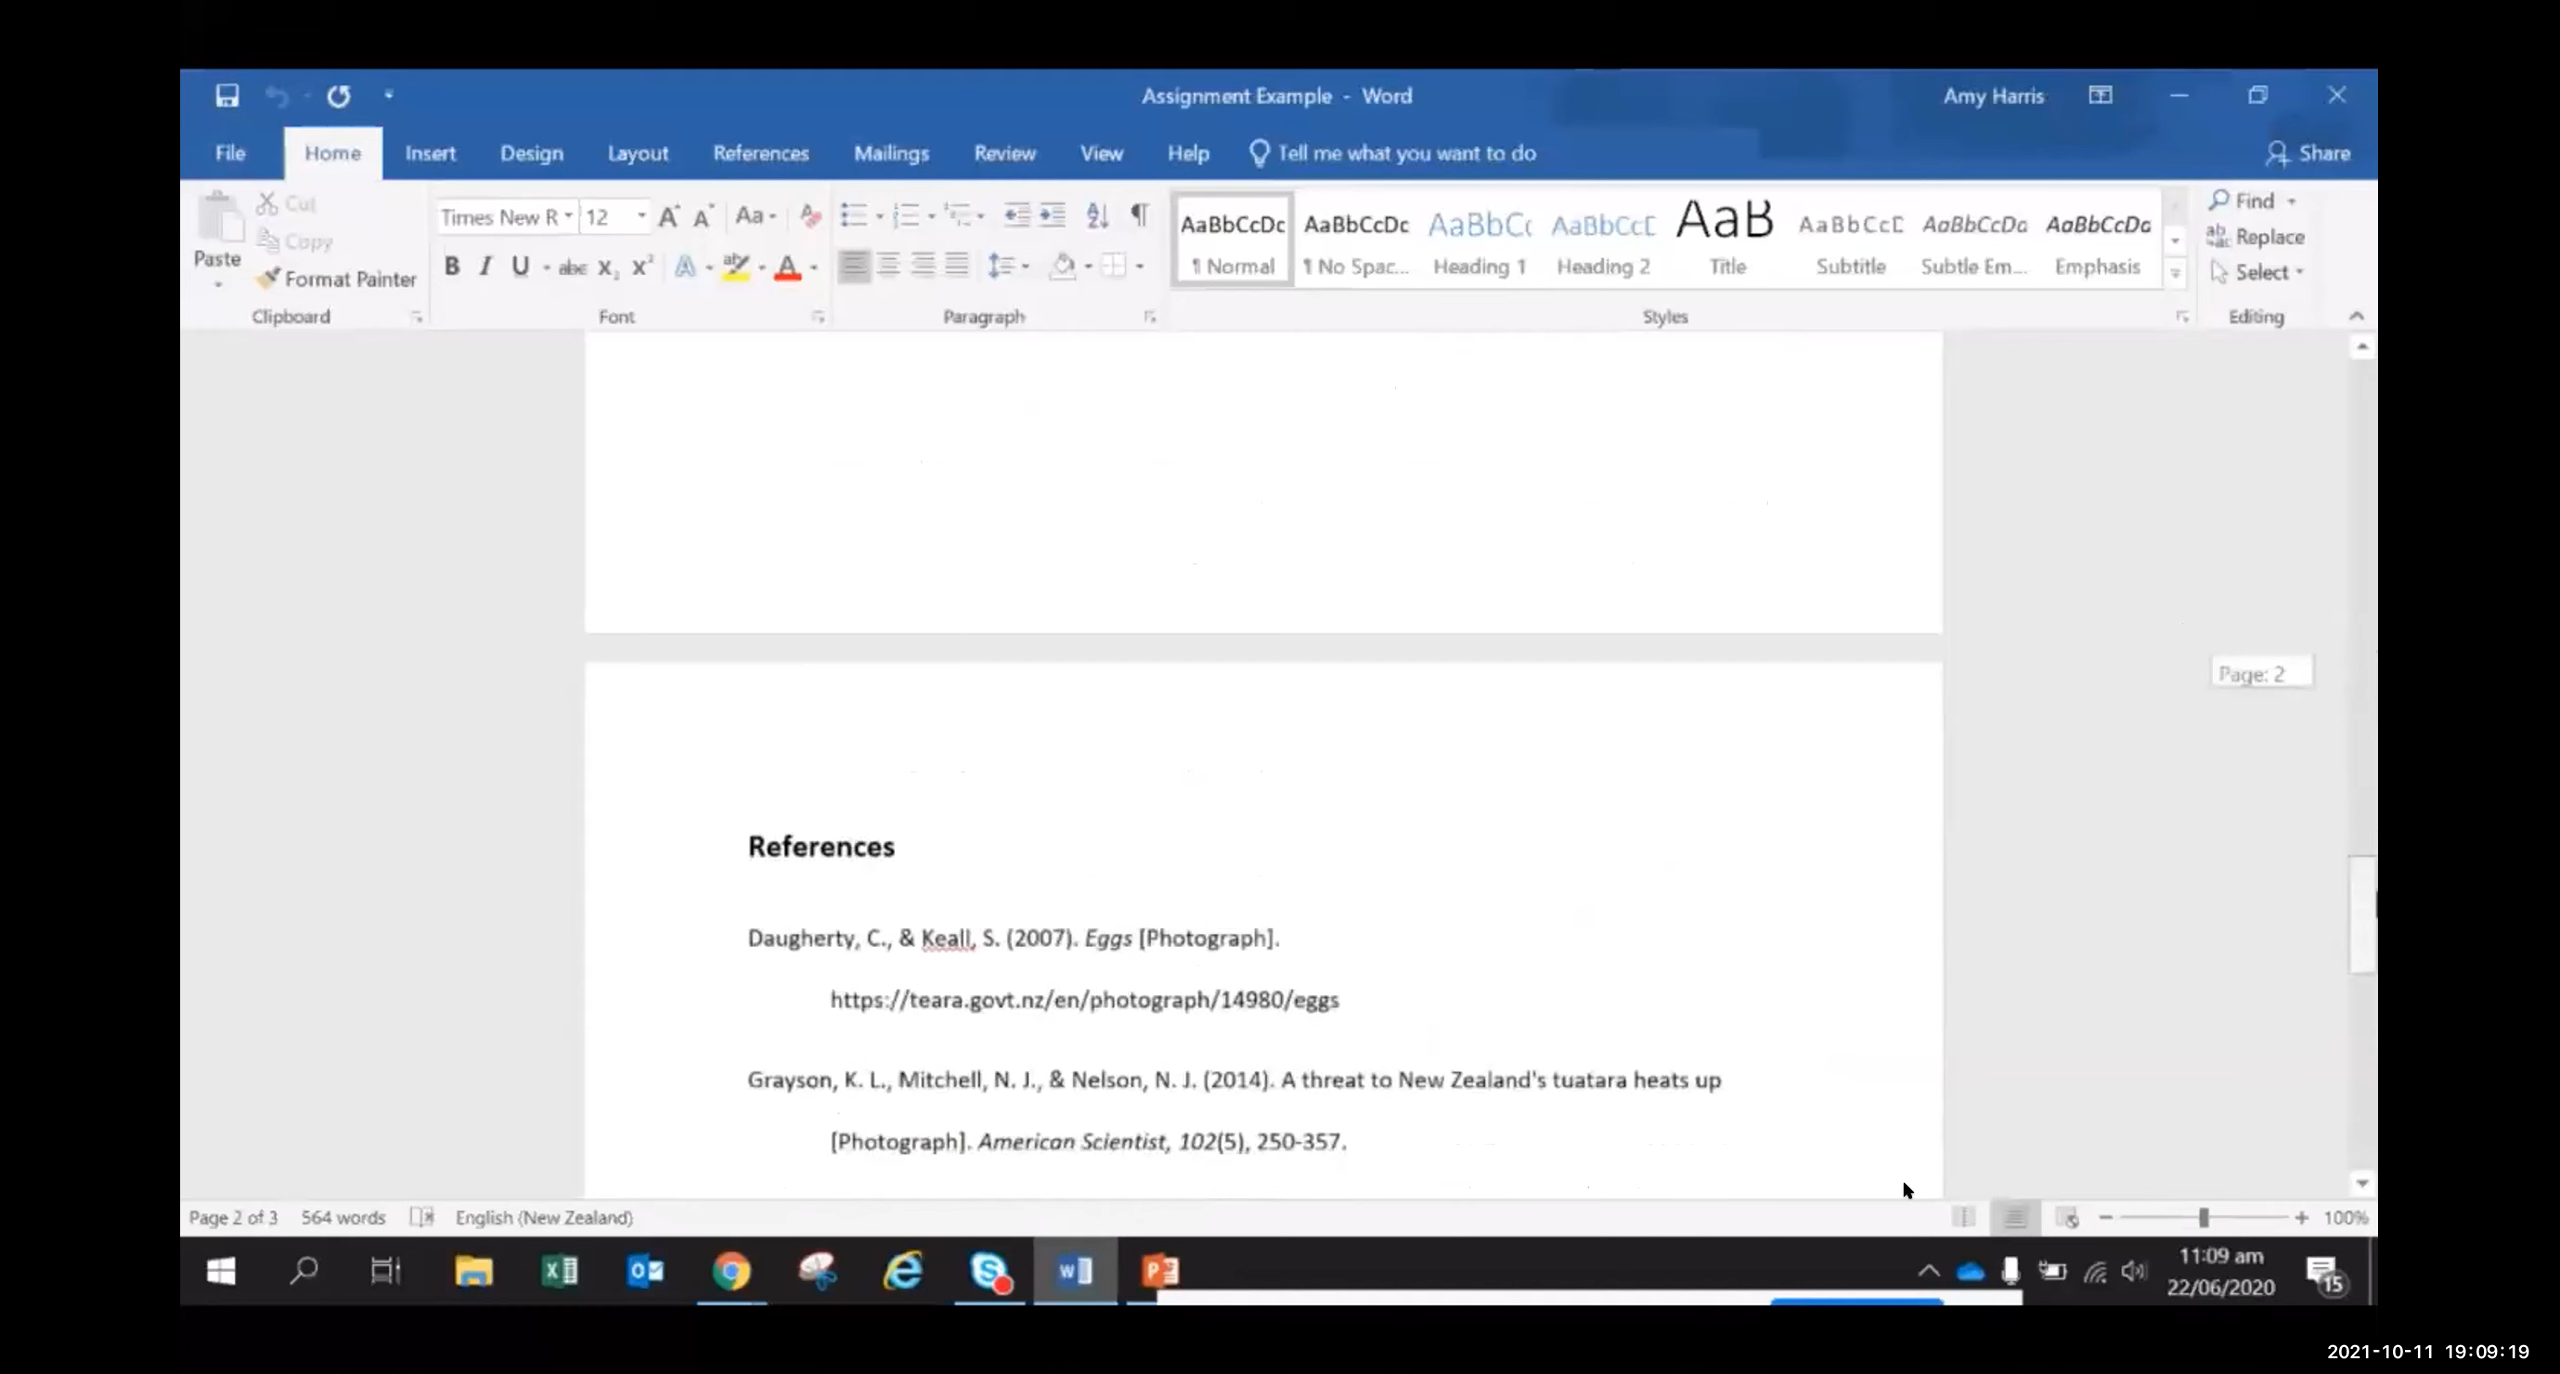 Assignment Example - Word
Amy Harris
File Home Insert Design Layout References Mailings Review View Help Tell me what you want to do Share
Paste
Cut
Copy
Format Painter
Clipboard
Times New R 12 Aa
B I U abc X₂ X² A
Font
Paragraph
AaBbCcDc AaBbCcDc AaBbC( AaBbCcE AaB AaBbCcE AaBbCcDa AaBbCcDa
¶ Normal ¶ No Spac... Heading 1 Heading 2 Title Subtitle Subtle Em... Emphasis
Styles
Find
Replace
Select
Editing
Page: 2
References
Daugherty, C., & Keall, S. (2007). Eggs [Photograph].
https://teara.govt.nz/en/photograph/14980/eggs
Grayson, K. L., Mitchell, N. J., & Nelson, N. J. (2014). A threat to New Zealand's tuatara heats up
[Photograph]. American Scientist, 102(5), 250-357.
Page 2 of 3 564 words English (New Zealand) 100%
11:09 am
22/06/2020
15
2021-10-11 19:09:19